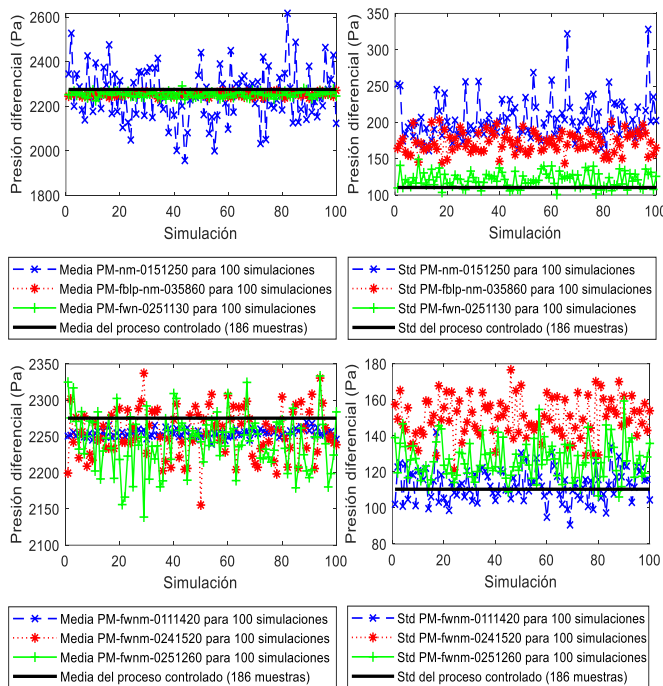 2600
2400
2200
2000
1800
0 20 40 60 80 100
Presión diferencial (Pa)
Simulación
350
300
250
200
150
100
0 20 40 60 80 100
Presión diferencial (Pa)
Simulación
Media PM-nm-0151250 para 100 simulaciones
Media PM-fblp-nm-035860 para 100 simulaciones
Media PM-fwn-0251130 para 100 simulaciones
Media del proceso controlado (186 muestras)
Std PM-nm-0151250 para 100 simulaciones
Std PM-fblp-nm-035860 para 100 simulaciones
Std PM-fwn-0251130 para 100 simulaciones
Std del proceso controlado (186 muestras)
2350
2300
2250
2200
2150
2100
0 20 40 60 80 100
Presión diferencial (Pa)
Simulación
180
160
140
120
100
80
0 20 40 60 80 100
Presión diferencial (Pa)
Simulación
Media PM-fwnm-0111420 para 100 simulaciones
Media PM-fwnm-0241520 para 100 simulaciones
Media PM-fwnm-0251260 para 100 simulaciones
Media del proceso controlado (186 muestras)
Std PM-fwnm-0111420 para 100 simulaciones
Std PM-fwnm-0241520 para 100 simulaciones
Std PM-fwnm-0251260 para 100 simulaciones
Std del proceso controlado (186 muestras)